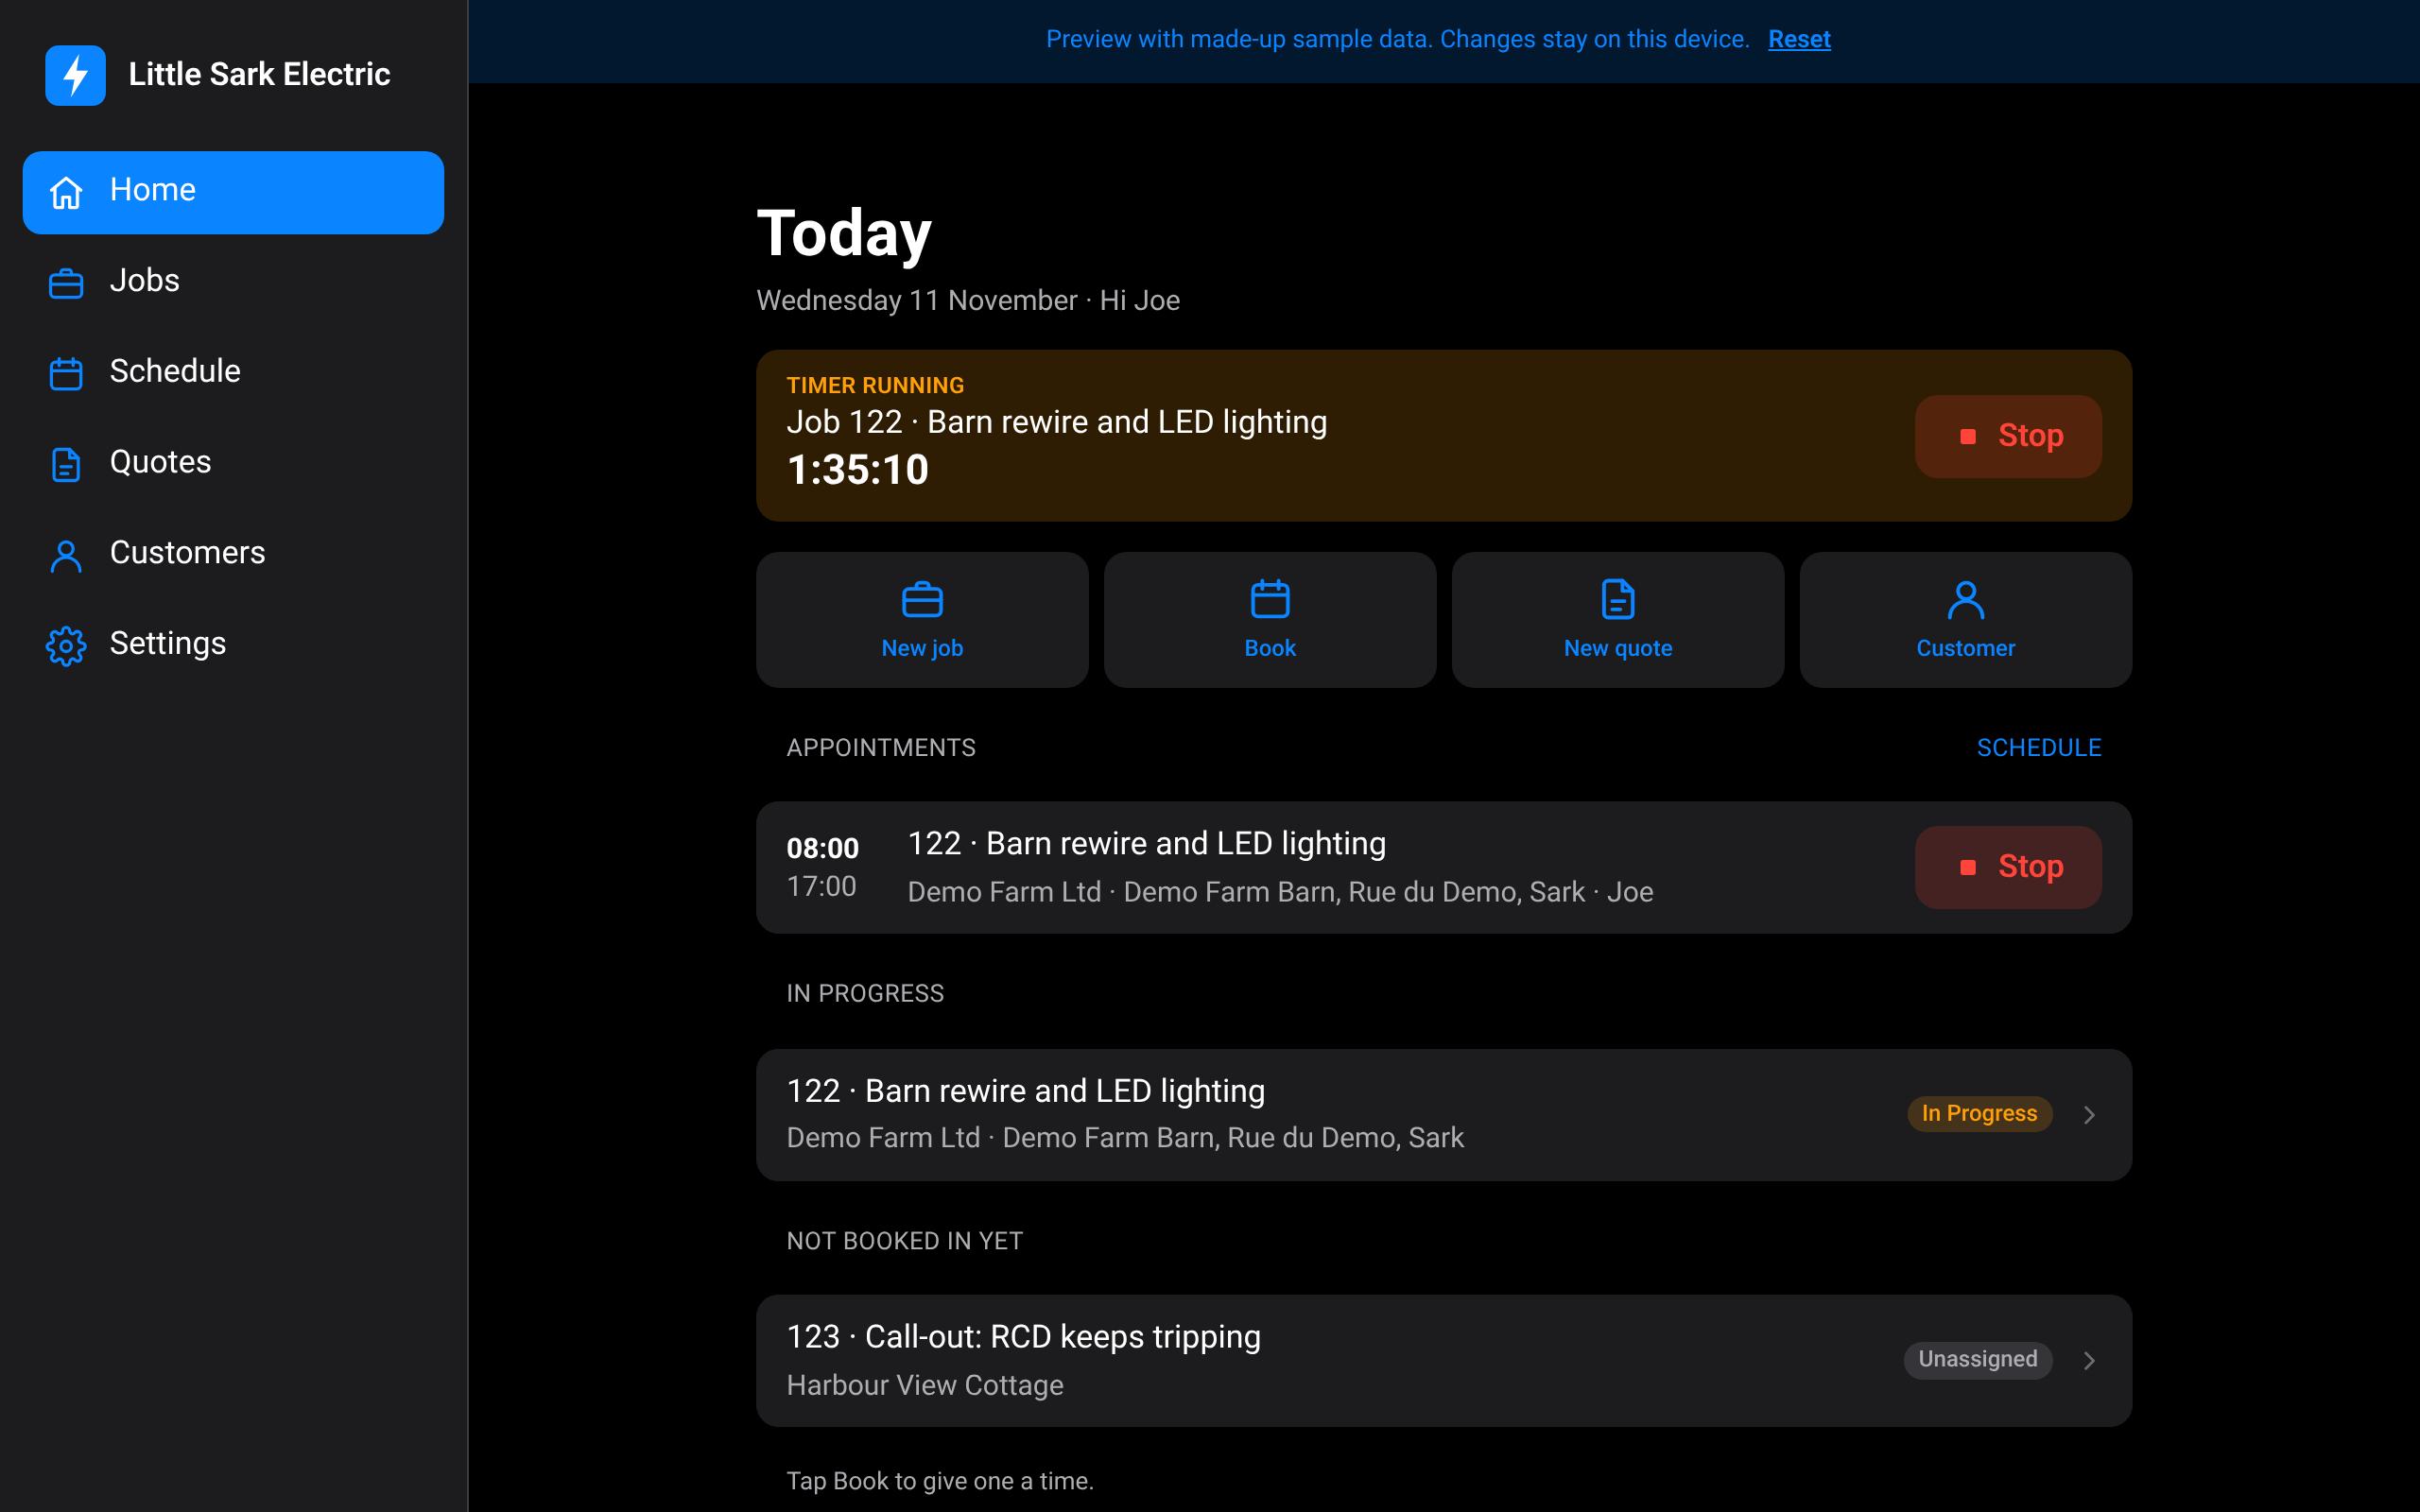 Little Sark Electric
Home
Jobs
Schedule
Quotes
Customers
Settings
Preview with made-up sample data. Changes stay on this device. Reset
Today
Wednesday 11 November · Hi Joe
TIMER RUNNING
Job 122 · Barn rewire and LED lighting
1:35:10
Stop
New job
Book
New quote
Customer
APPOINTMENTS
SCHEDULE
08:00
17:00
122 · Barn rewire and LED lighting
Demo Farm Ltd · Demo Farm Barn, Rue du Demo, Sark · Joe
Stop
IN PROGRESS
122 · Barn rewire and LED lighting
Demo Farm Ltd · Demo Farm Barn, Rue du Demo, Sark
In Progress
NOT BOOKED IN YET
123 · Call-out: RCD keeps tripping
Harbour View Cottage
Unassigned
Tap Book to give one a time.